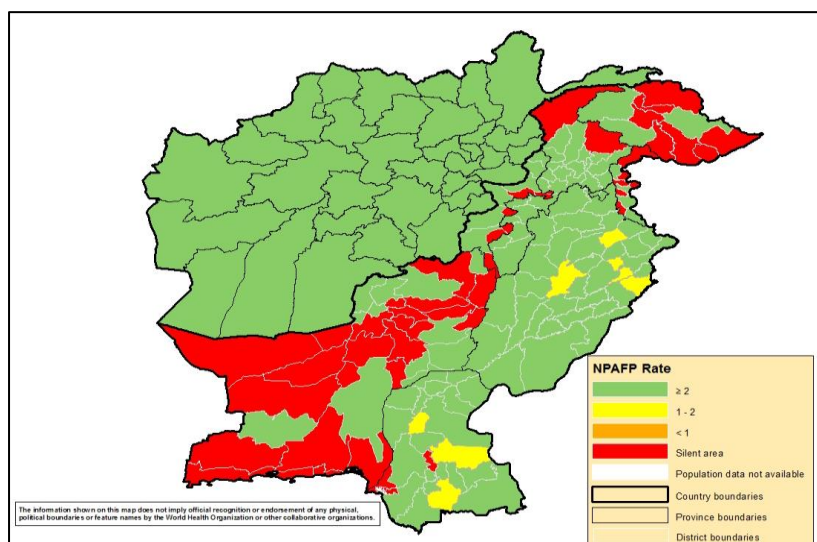 NPAFP Rate
≥ 2
1 - 2
< 1
Silent area
Population data not available
Country boundaries
Province boundaries
District boundaries
The information shown on this map does not imply official recognition or endorsement of any physical,
political boundaries or feature names by the World Health Organization or other collaborative organizations.